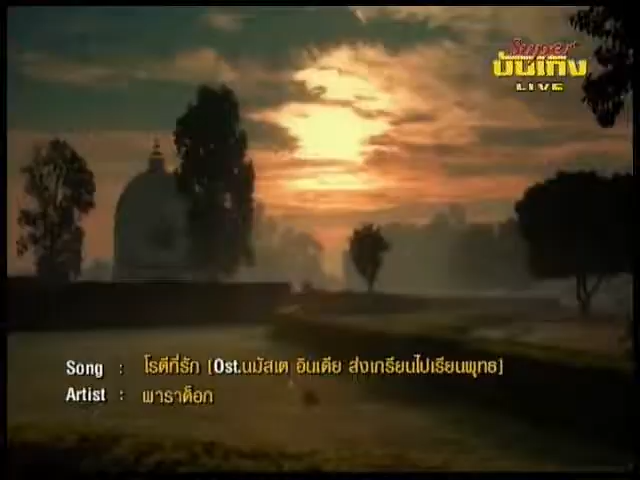 Super
บันเทิง
LIVE
Song : โรตีที่รัก [Ost.นมัสเต อินเดีย ส่งเกรียนไปเรียนพุทธ]
Artist : พาราด็อก